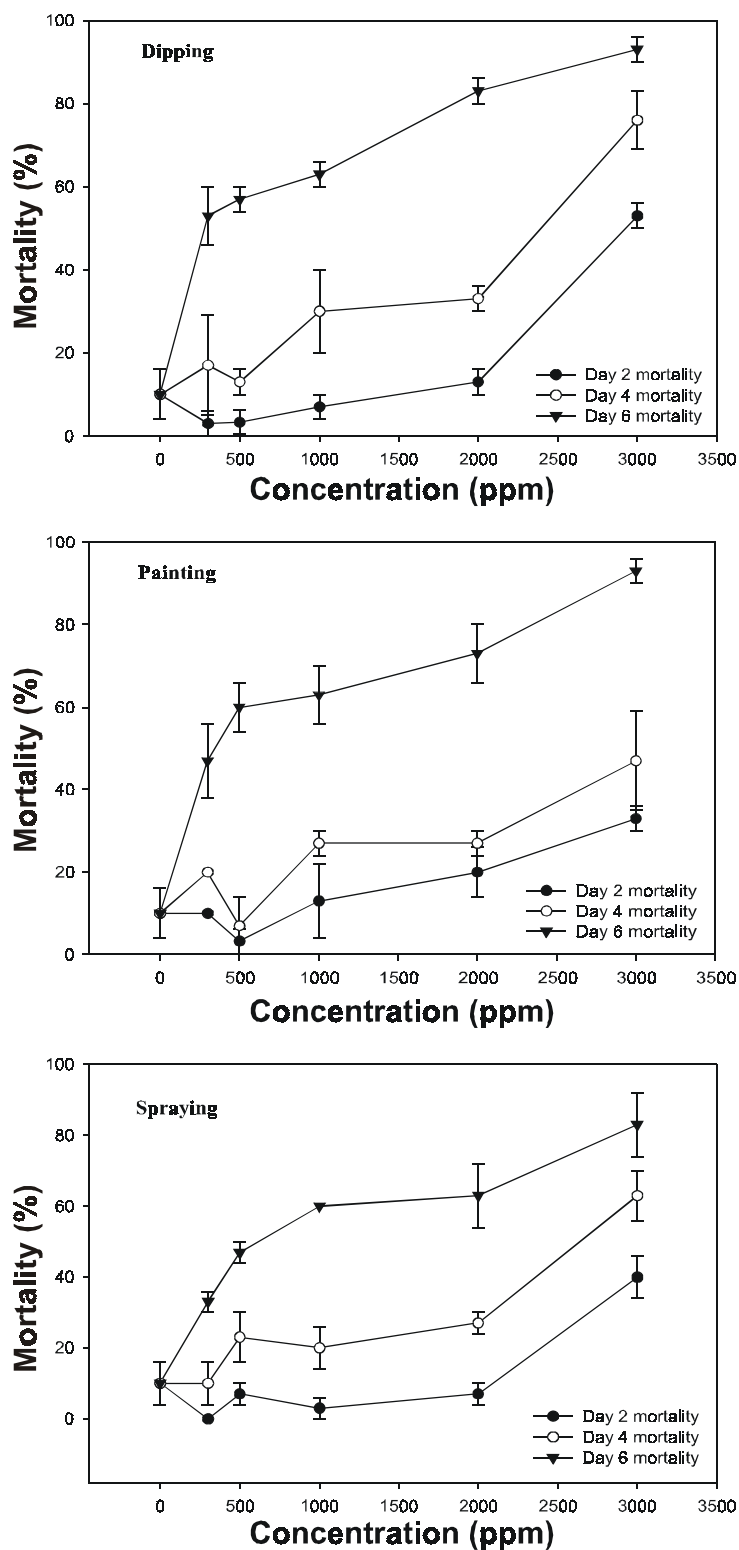 100
Dipping
80
60
40
20
0
Mortality (%)
Day 2 mortality
Day 4 mortality
Day 6 mortality
0 500 1000 1500 2000 2500 3000 3500
Concentration (ppm)
100
Painting
80
60
40
20
0
Mortality (%)
Day 2 mortality
Day 4 mortality
Day 6 mortality
0 500 1000 1500 2000 2500 3000 3500
Concentration (ppm)
100
Spraying
80
60
40
20
0
Mortality (%)
Day 2 mortality
Day 4 mortality
Day 6 mortality
0 500 1000 1500 2000 2500 3000 3500
Concentration (ppm)